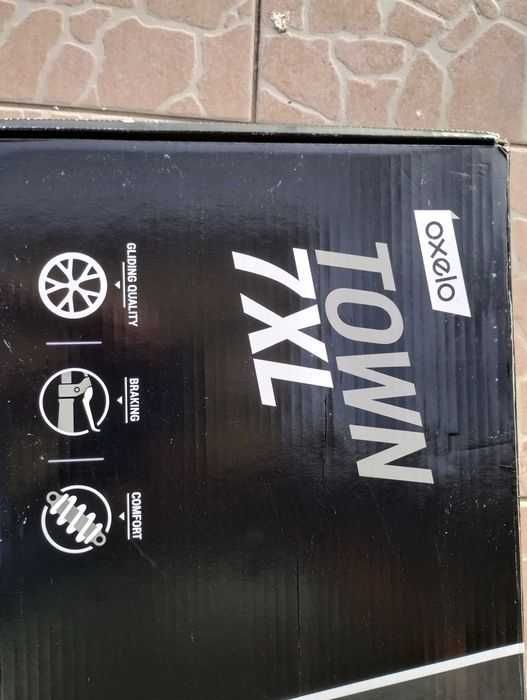 oxelo
TOWN
7XL
GLIDING QUALITY
BRAKING
COMFORT